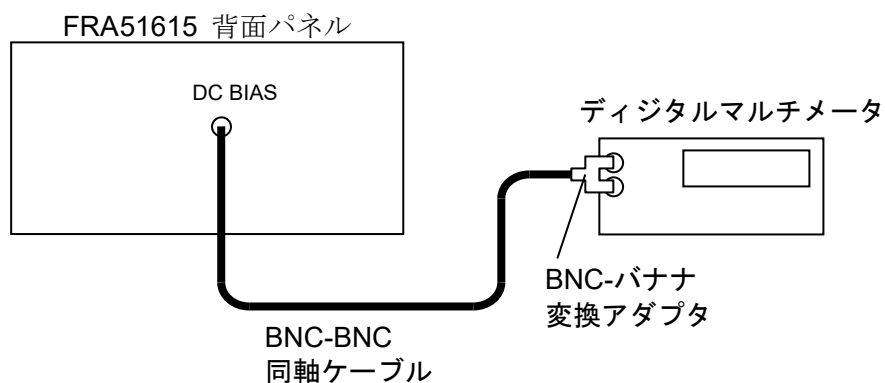 FRA51615 背面パネル
DC BIAS
ディジタルマルチメータ
BNC-バナナ
変換アダプタ
BNC-BNC
同軸ケーブル